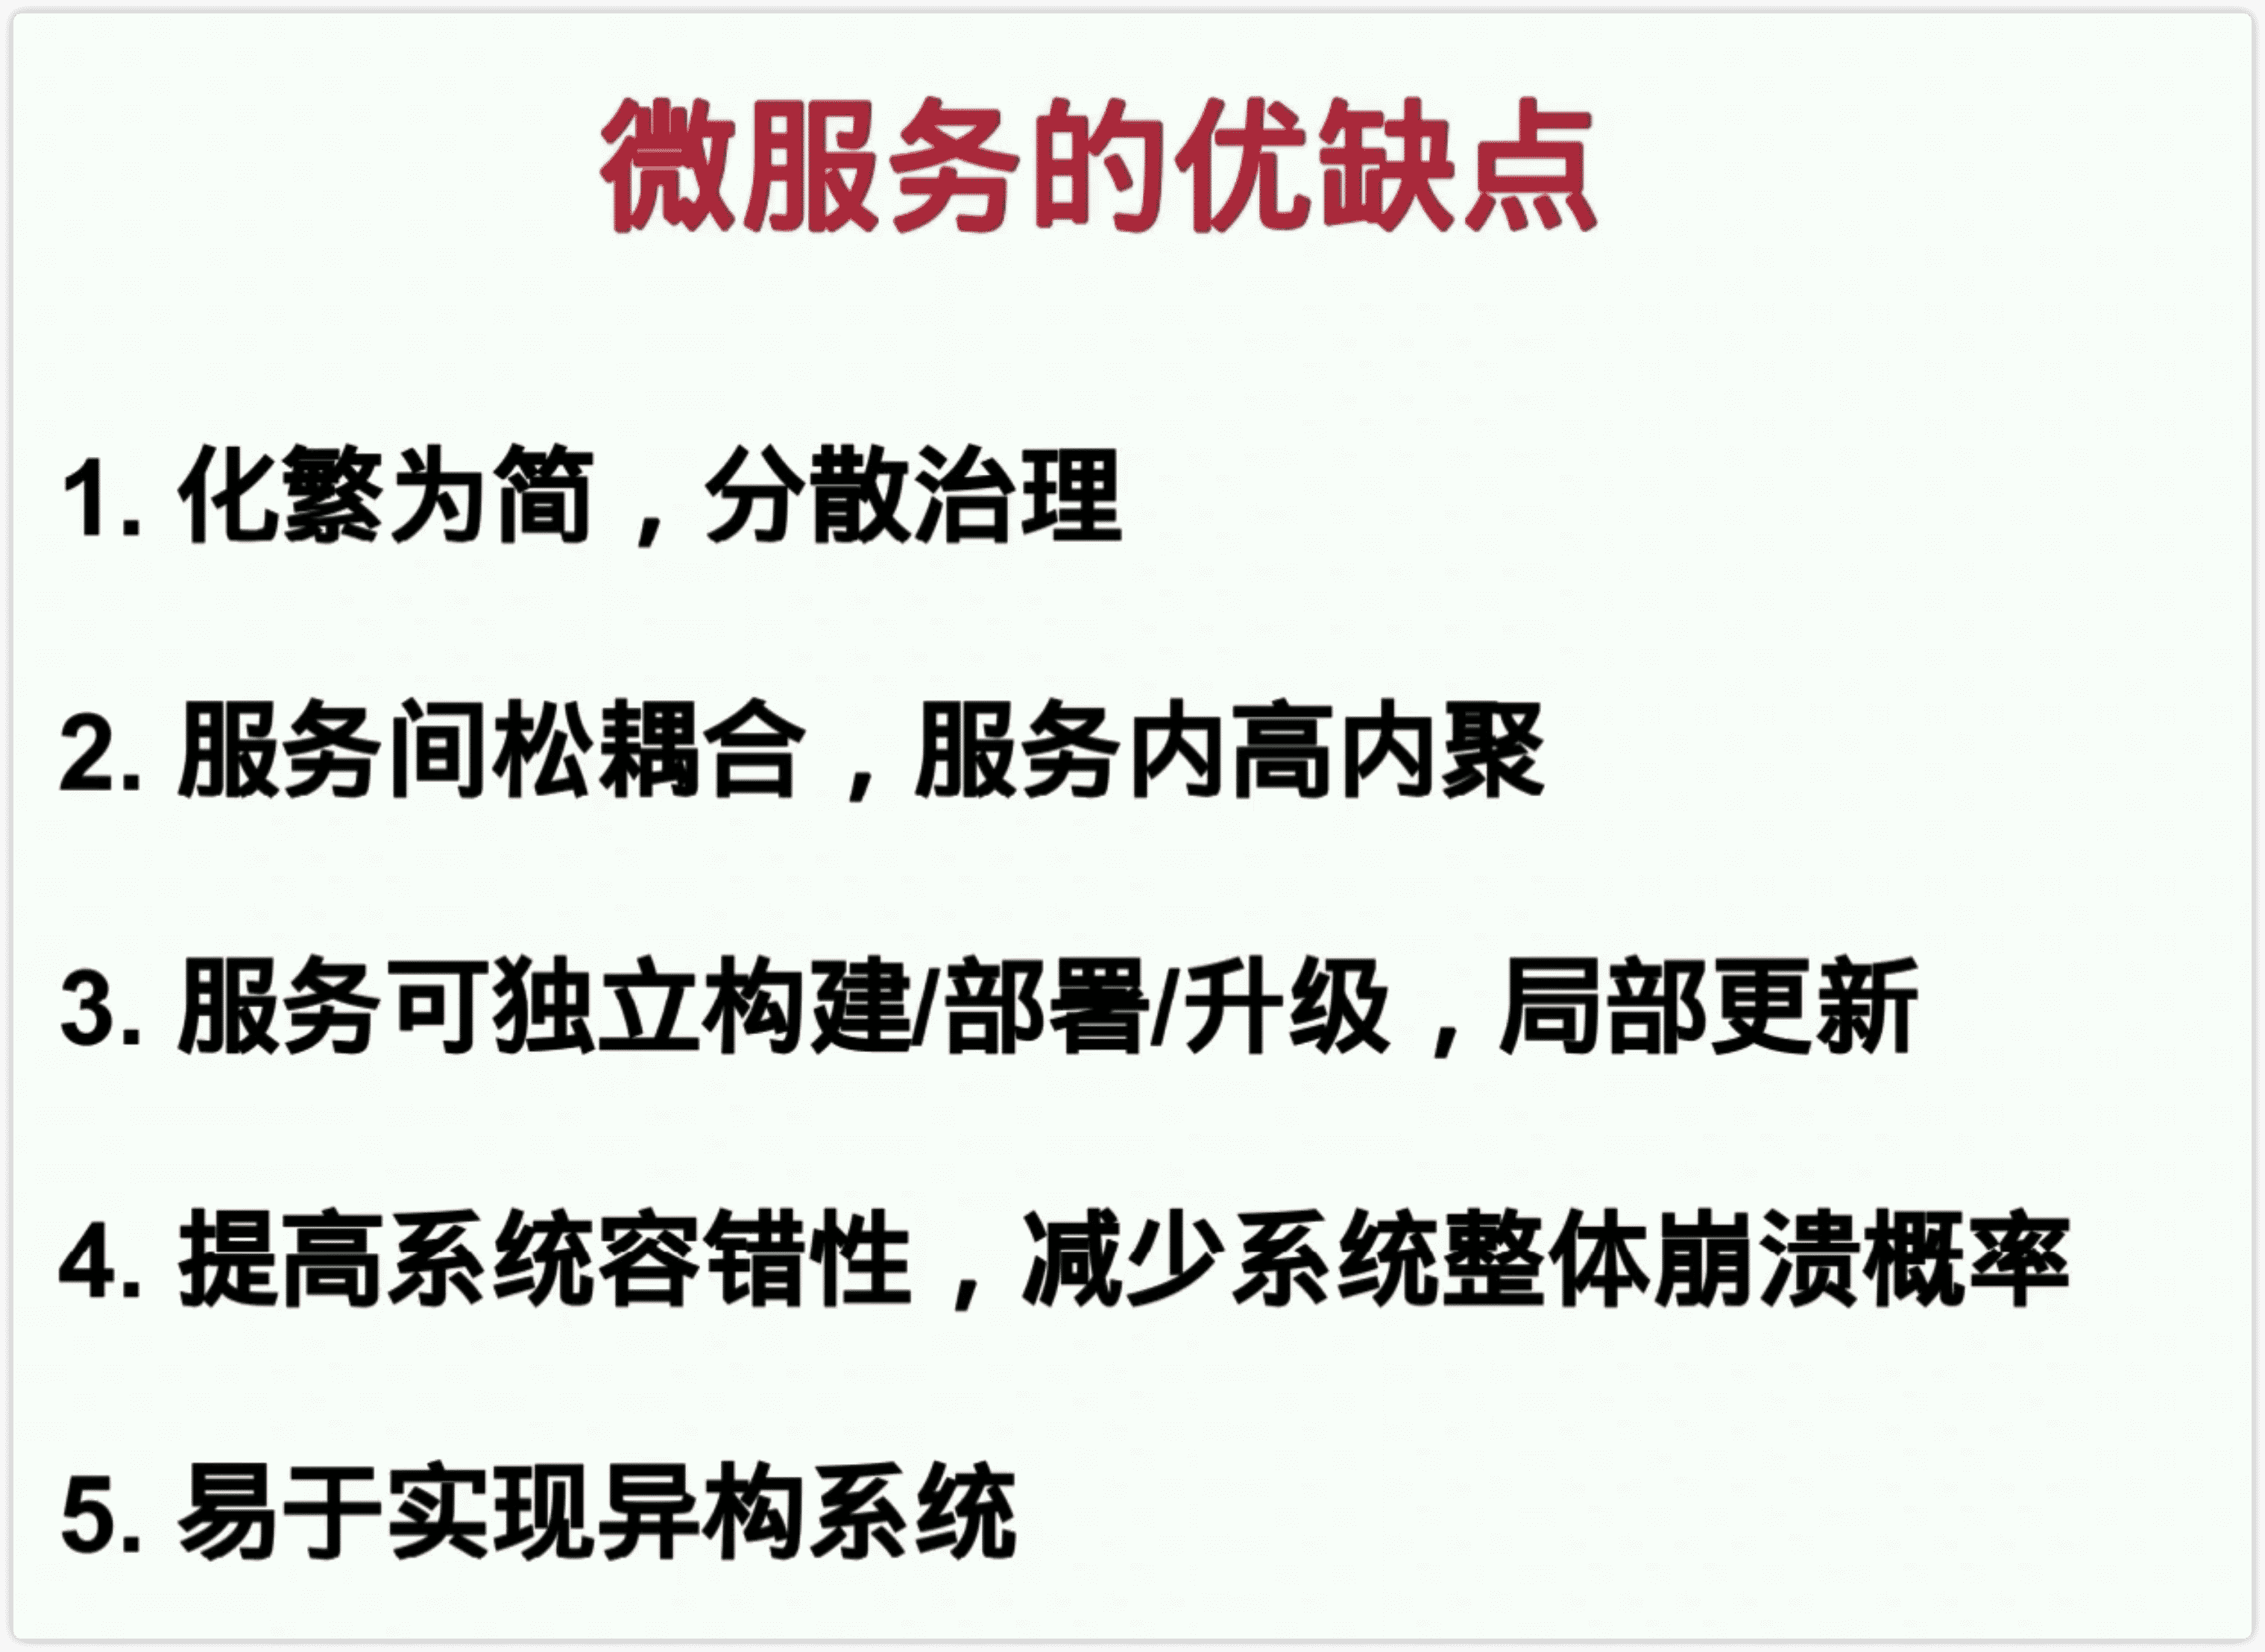 微服务的优缺点
1. 化繁为简，分散治理
2. 服务间松耦合，服务内高内聚
3. 服务可独立构建/部署/升级，局部更新
4. 提高系统容错性，减少系统整体崩溃概率
5. 易于实现异构系统